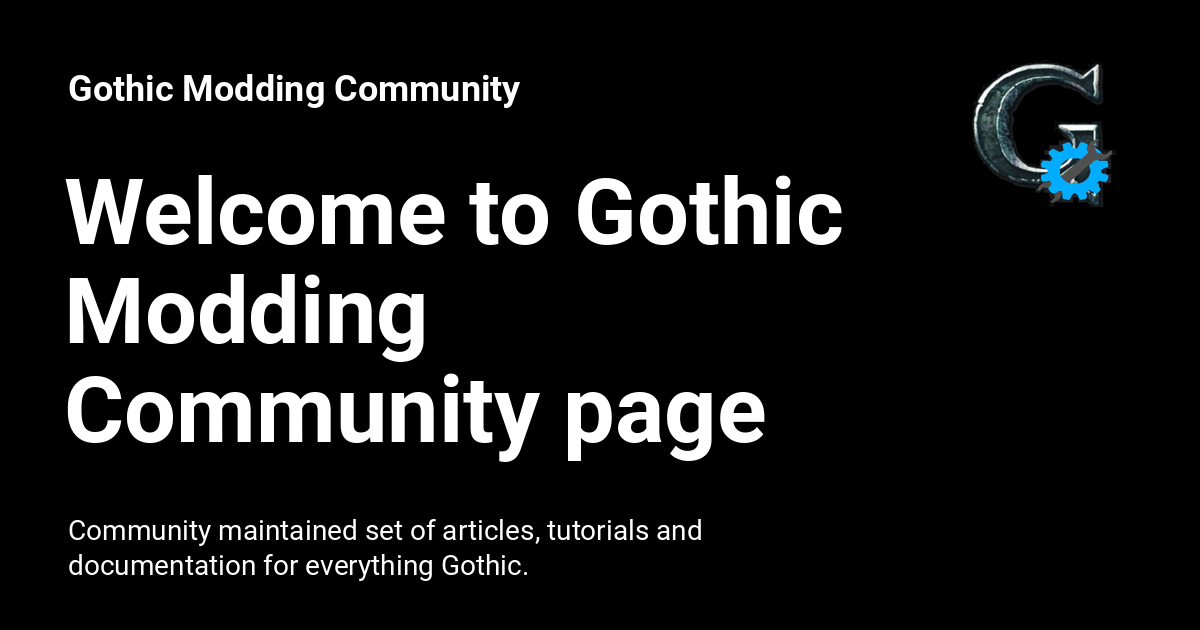 Gothic Modding Community
Welcome to Gothic
Modding
Community page
Community maintained set of articles, tutorials and
documentation for everything Gothic.
G